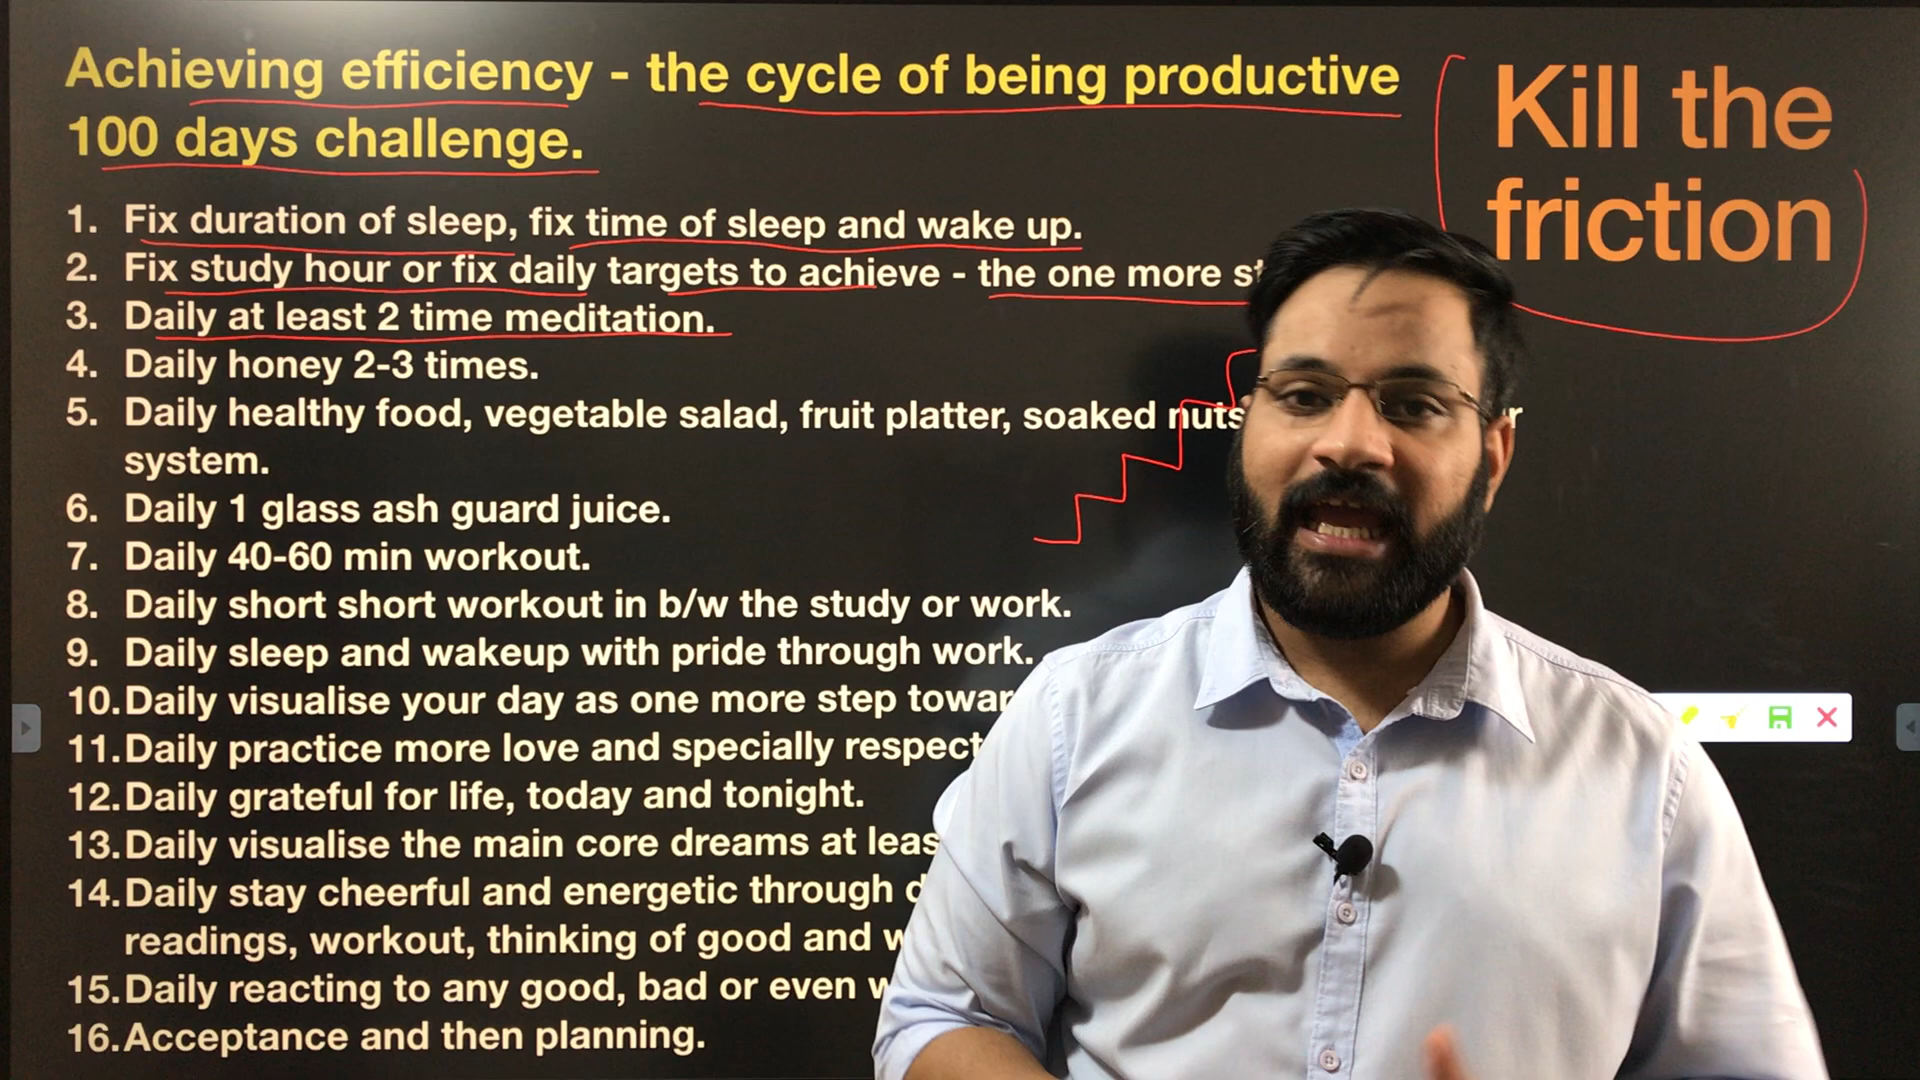 Achieving efficiency - the cycle of being productive
100 days challenge.
Kill the
friction
1. Fix duration of sleep, fix time of sleep and wake up.
2. Fix study hour or fix daily targets to achieve - the one more
3. Daily at least 2 time meditation.
4. Daily honey 2-3 times.
5. Daily healthy food, vegetable salad, fruit platter, soaked nuts
system.
6. Daily 1 glass ash guard juice.
7. Daily 40-60 min workout.
8. Daily short short workout in b/w the study or work.
9. Daily sleep and wakeup with pride through work.
10. Daily visualise your day as one more step
11. Daily practice more love and specially respect
12. Daily grateful for life, today and tonight.
13. Daily visualise the main core dreams at
14. Daily stay cheerful and energetic through
readings, workout, thinking of good and
15. Daily reacting to any good, bad or even
16. Acceptance and then planning.